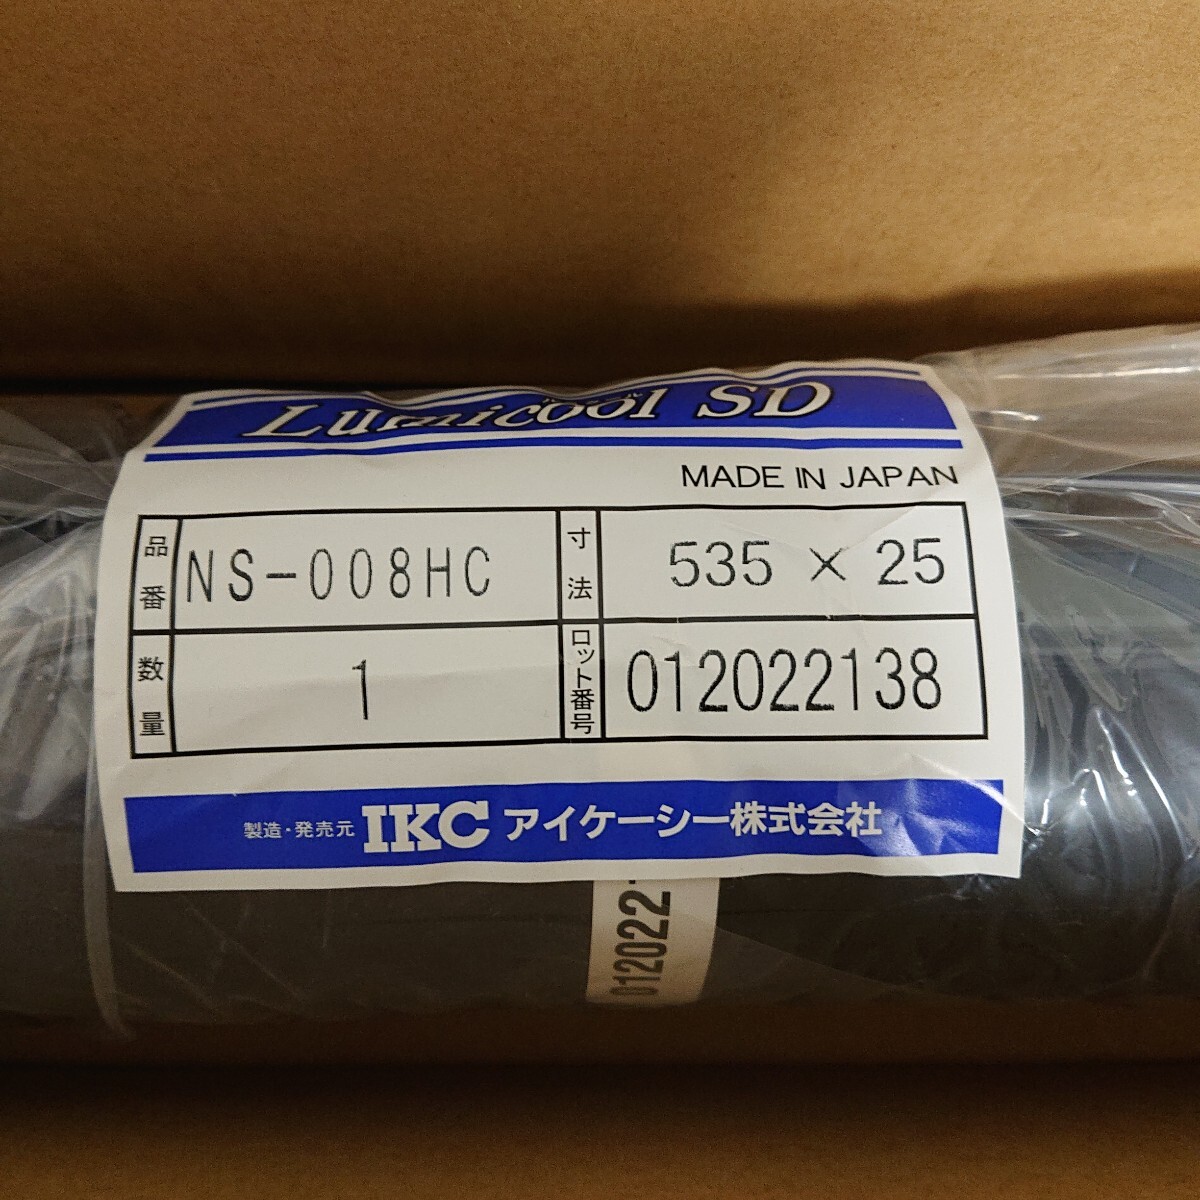 Lumicool SD
MADE IN JAPAN
品番 NS-008HC 寸法 535 × 25
数量 1 ロット番号 012022138
製造・発売元 IKC アイケーシー株式会社
012022